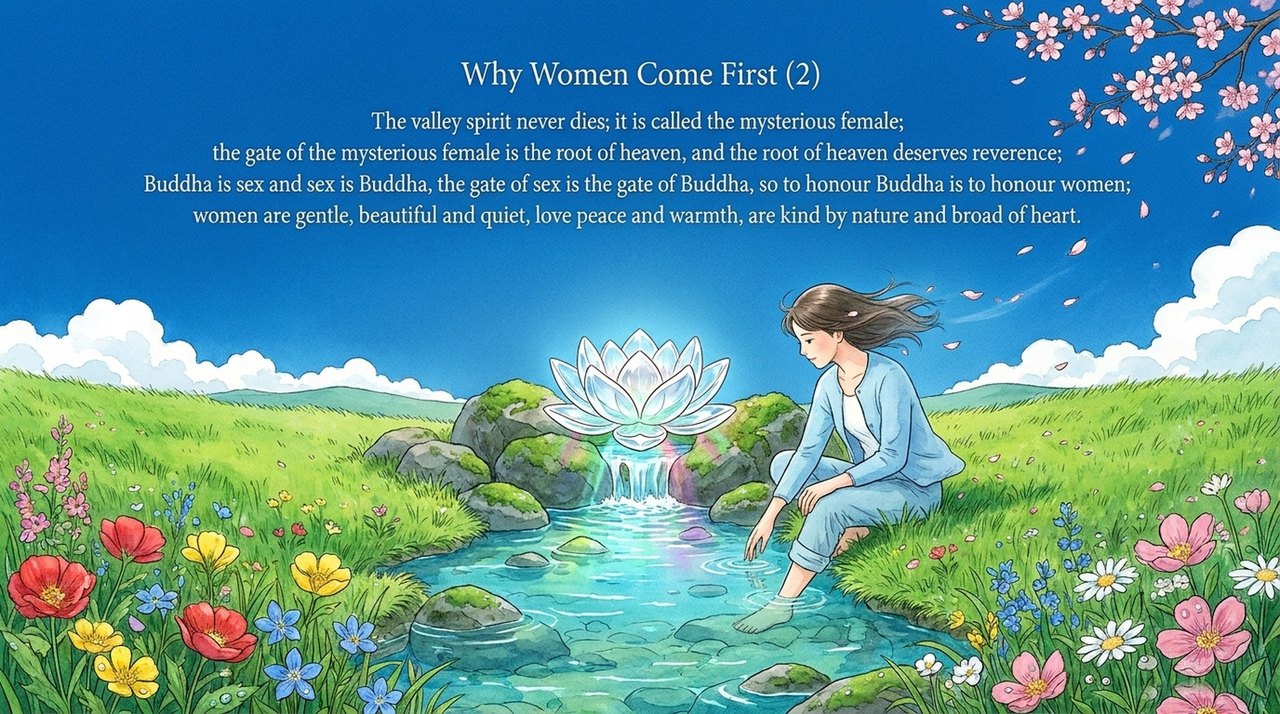 Why Women Come First (2)
The valley spirit never dies; it is called the mysterious female;
the gate of the mysterious female is the root of heaven, and the root of heaven deserves reverence;
Buddha is sex and sex is Buddha, the gate of sex is the gate of Buddha, so to honour Buddha is to honour women;
women are gentle, beautiful and quiet, love peace and warmth, are kind by nature and broad of heart.